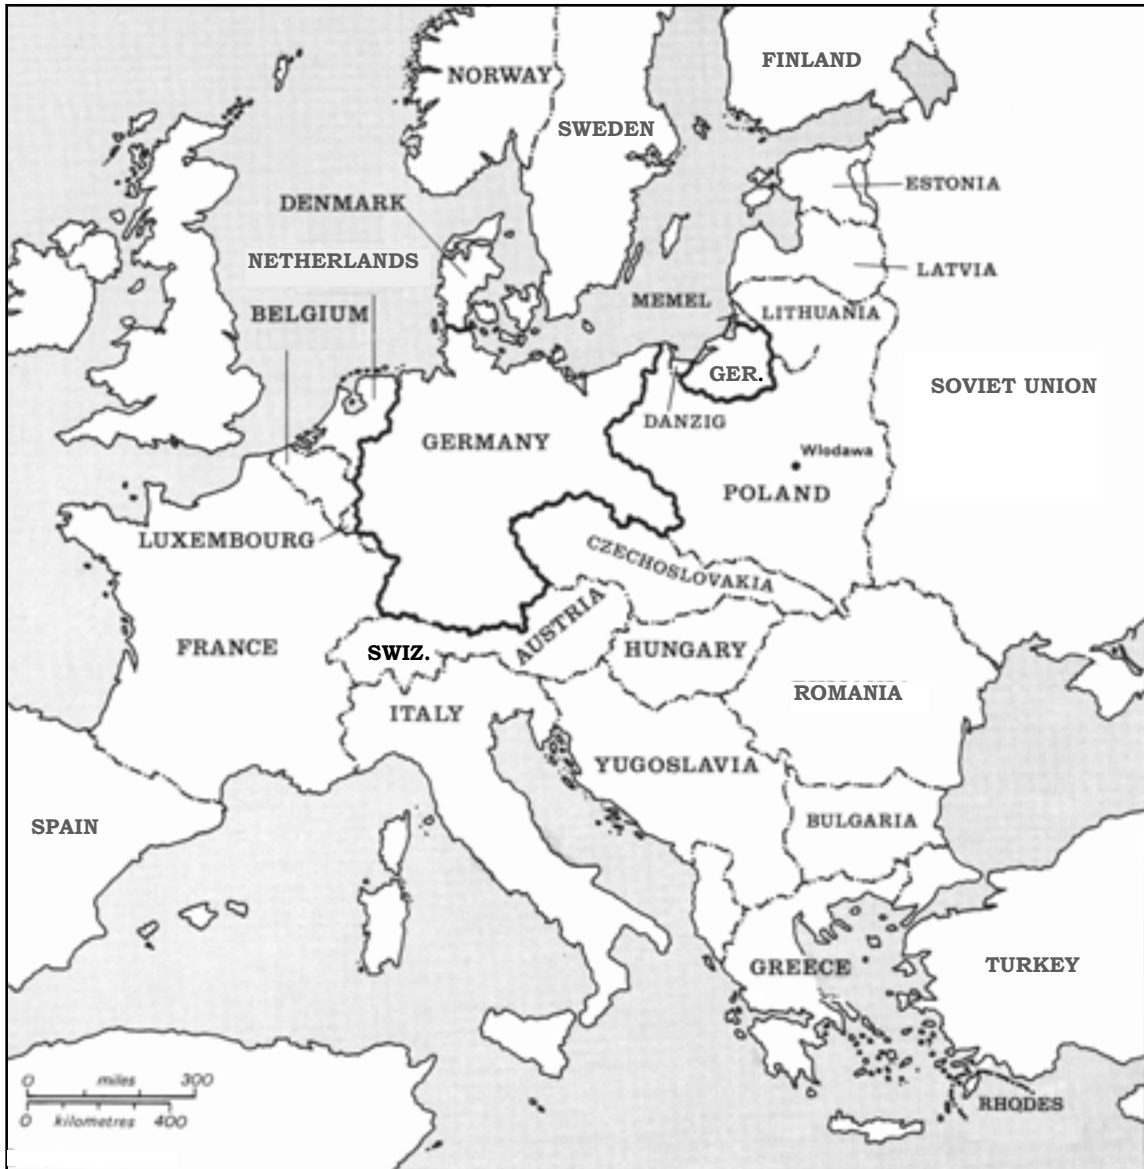 FINLAND
NORWAY
SWEDEN
ESTONIA
DENMARK
NETHERLANDS
LATVIA
MEMEL
BELGIUM
LITHUANIA
GER.
SOVIET UNION
DANZIG
GERMANY
Wlodawa
POLAND
LUXEMBOURG
CZECHOSLOVAKIA
AUSTRIA
FRANCE
SWIZ.
HUNGARY
ROMANIA
ITALY
YUGOSLAVIA
SPAIN
BULGARIA
GREECE
TURKEY
0 miles 300
0 kilometres 400
RHODES